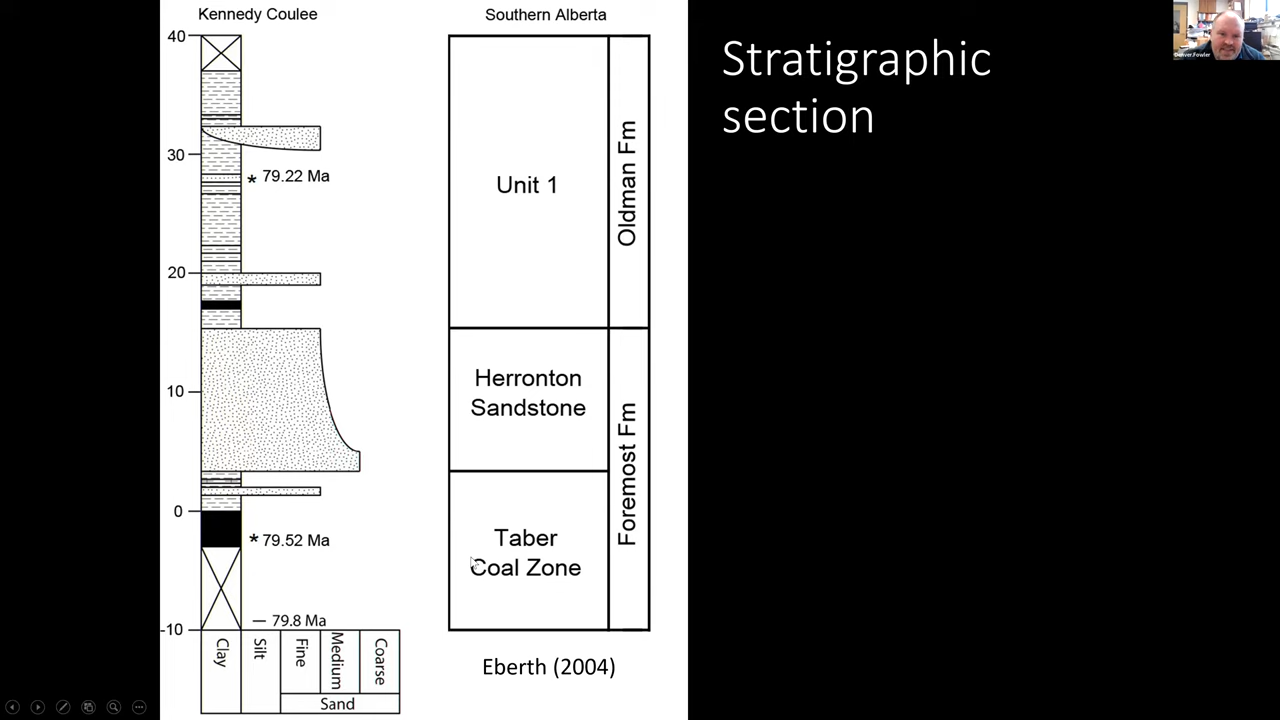 Kennedy Coulee
Southern Alberta
Stratigraphic
section
Denver.Fowler
40
30
20
10
0
-10
* 79.22 Ma
* 79.52 Ma
— 79.8 Ma
Unit 1
Oldman Fm
Herronton
Sandstone
Foremost Fm
Taber
Coal Zone
Clay
Silt
Fine
Medium
Coarse
Sand
Eberth (2004)